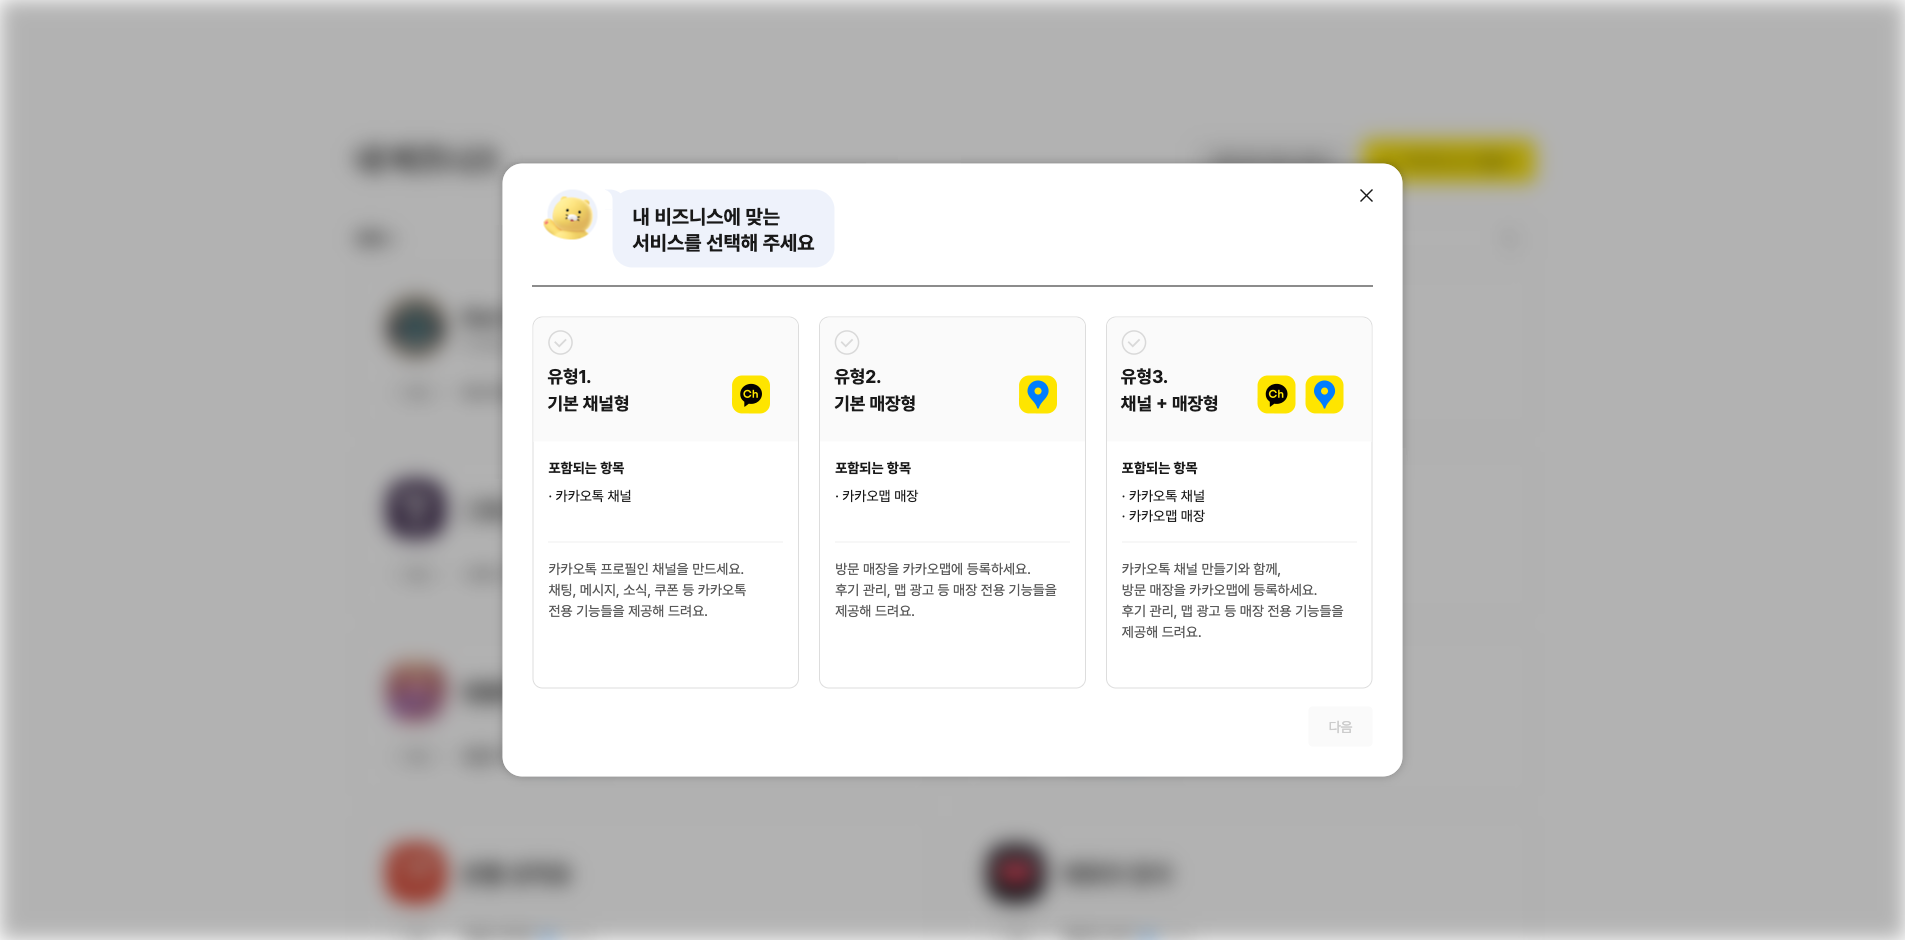 내 비즈니스에 맞는
서비스를 선택해 주세요
유형1.
기본 채널형
Ch
포함되는 항목
· 카카오톡 채널
카카오톡 프로필인 채널을 만드세요.
채팅, 메시지, 소식, 쿠폰 등 카카오톡
전용 기능들을 제공해 드려요.
유형2.
기본 매장형
포함되는 항목
· 카카오맵 매장
방문 매장을 카카오맵에 등록하세요.
후기 관리, 맵 광고 등 매장 전용 기능들을
제공해 드려요.
유형3.
채널 + 매장형
Ch
포함되는 항목
· 카카오톡 채널
· 카카오맵 매장
카카오톡 채널 만들기와 함께,
방문 매장을 카카오맵에 등록하세요.
후기 관리, 맵 광고 등 매장 전용 기능들을
제공해 드려요.
다음